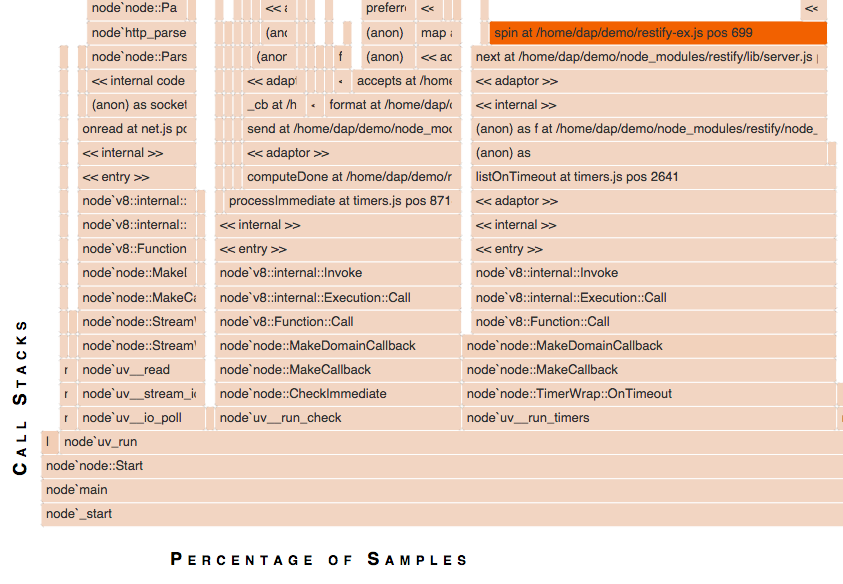 node`node::Pa
<< a
preferre
<<
<<
node`http_parse
(anc
(anon)
map a
spin at /home/dap/demo/restify-ex.js pos 699
node`node::Pars
(anor
f
(anon)
<< ac
next at /home/dap/demo/node_modules/restify/lib/server.js
<< internal code
<< adapt
accepts at /home
<< adaptor >>
(anon) as socket
_cb at /h
format at /home/dap/c
<< internal >>
onread at net.js pc
send at /home/dap/demo/node_moc
(anon) as f at /home/dap/demo/node_modules/restify/node_
<< internal >>
<< adaptor >>
(anon) as
<< entry >>
computeDone at /home/dap/demo/r
listOnTimeout at timers.js pos 2641
node`v8::internal::
processImmediate at timers.js pos 871
<< adaptor >>
node`v8::internal::
<< internal >>
<< internal >>
node`v8::Function
<< entry >>
<< entry >>
node`node::Makel
node`v8::internal::Invoke
node`v8::internal::Invoke
node`node::MakeCa
node`v8::internal::Execution::Call
node`v8::internal::Execution::Call
node`node::Stream\
node`v8::Function::Call
node`v8::Function::Call
node`node::Stream\
node`node::MakeDomainCallback
node`node::MakeDomainCallback
r
node`uv__read
node`node::MakeCallback
node`node::MakeCallback
r
node`uv__stream_ic
node`node::CheckImmediate
node`node::TimerWrap::OnTimeout
r
node`uv__io_poll
node`uv__run_check
node`uv__run_timers
l
node`uv_run
node`node::Start
node`main
node`_start
CALL STACKS
PERCENTAGE OF SAMPLES